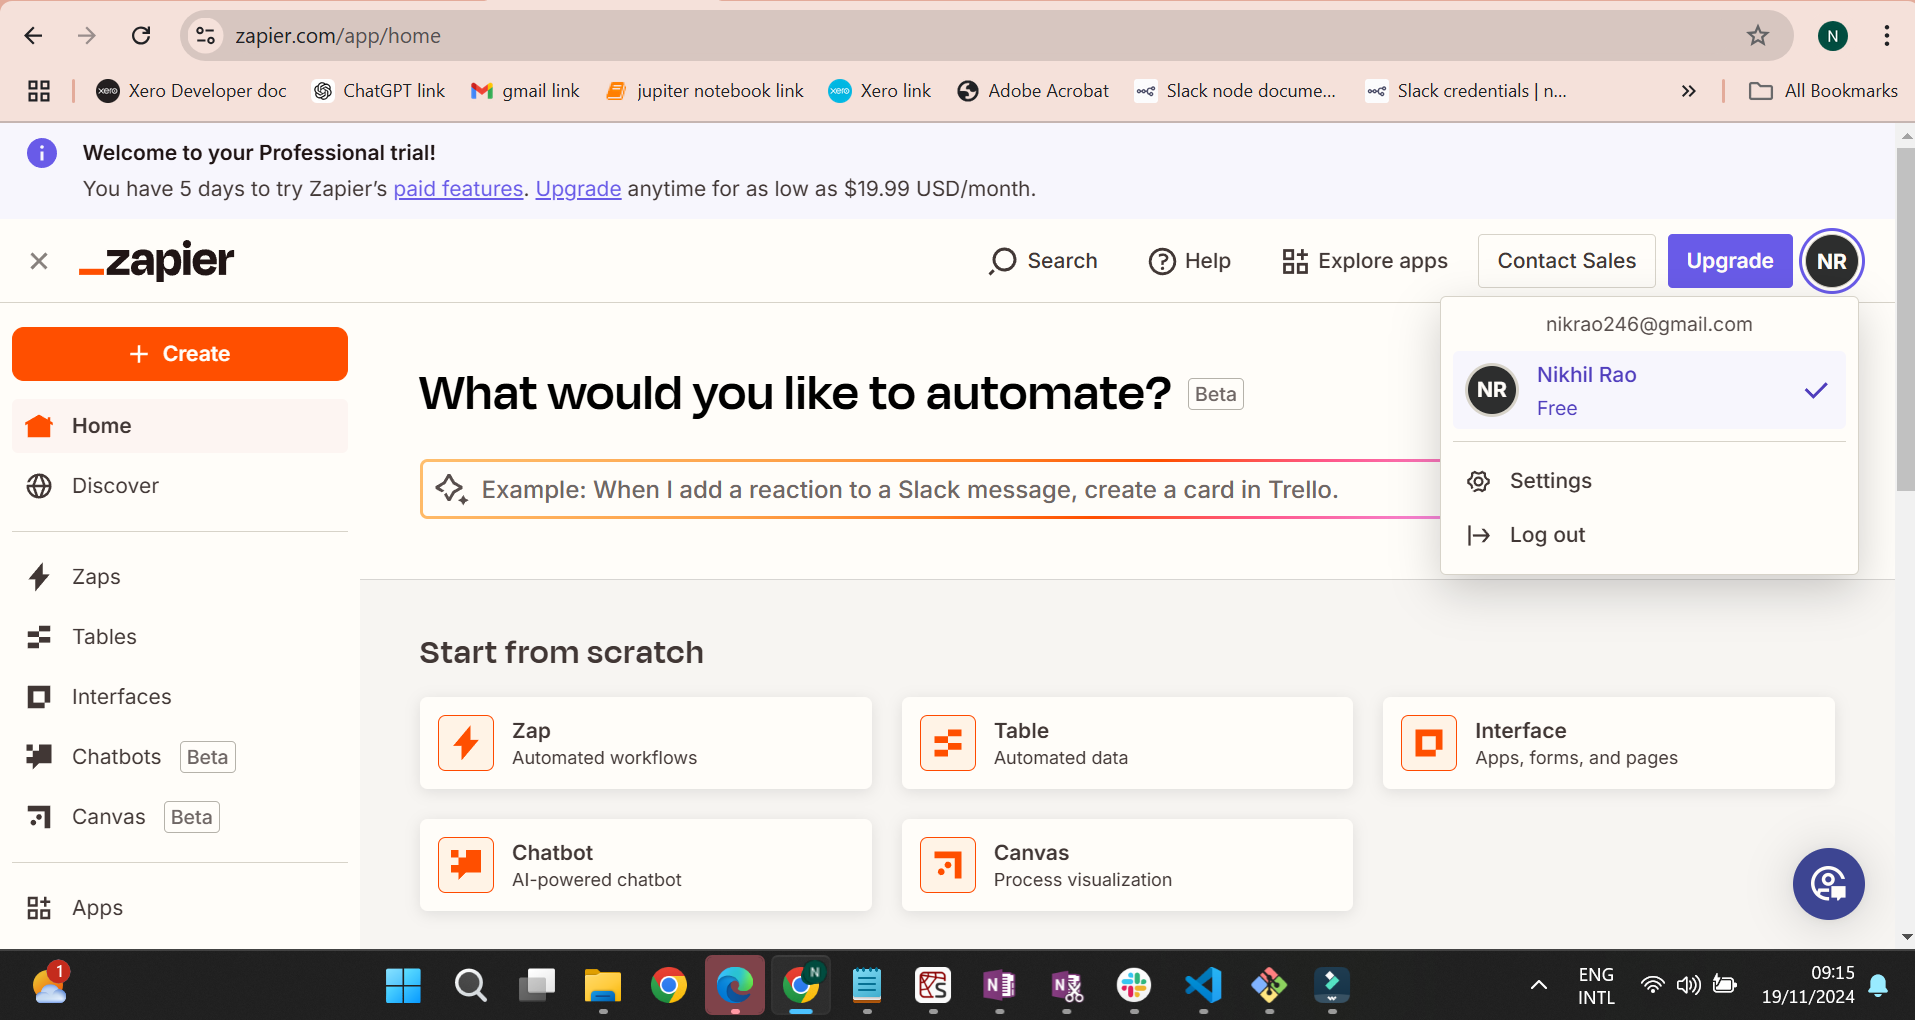 zapier.com/app/home
N
Xero Developer doc
ChatGPT link
gmail link
jupiter notebook link
xero
Xero link
Adobe Acrobat
Slack node docume...
Slack credentials | n...
All Bookmarks
Welcome to your Professional trial!
You have 5 days to try Zapier's paid features. Upgrade anytime for as low as $19.99 USD/month.
_zapier
Search
Help
Explore apps
Contact Sales
Upgrade
NR
nikrao246@gmail.com
NR
Nikhil Rao
Free
Settings
Log out
Create
Home
Discover
Zaps
Tables
Interfaces
Chatbots Beta
Canvas Beta
Apps
What would you like to automate? Beta
Example: When I add a reaction to a Slack message, create a card in Trello.
Start from scratch
Zap
Automated workflows
Table
Automated data
Interface
Apps, forms, and pages
Chatbot
AI-powered chatbot
Canvas
Process visualization
1
N
N
N
ENG
INTL
09:15
19/11/2024